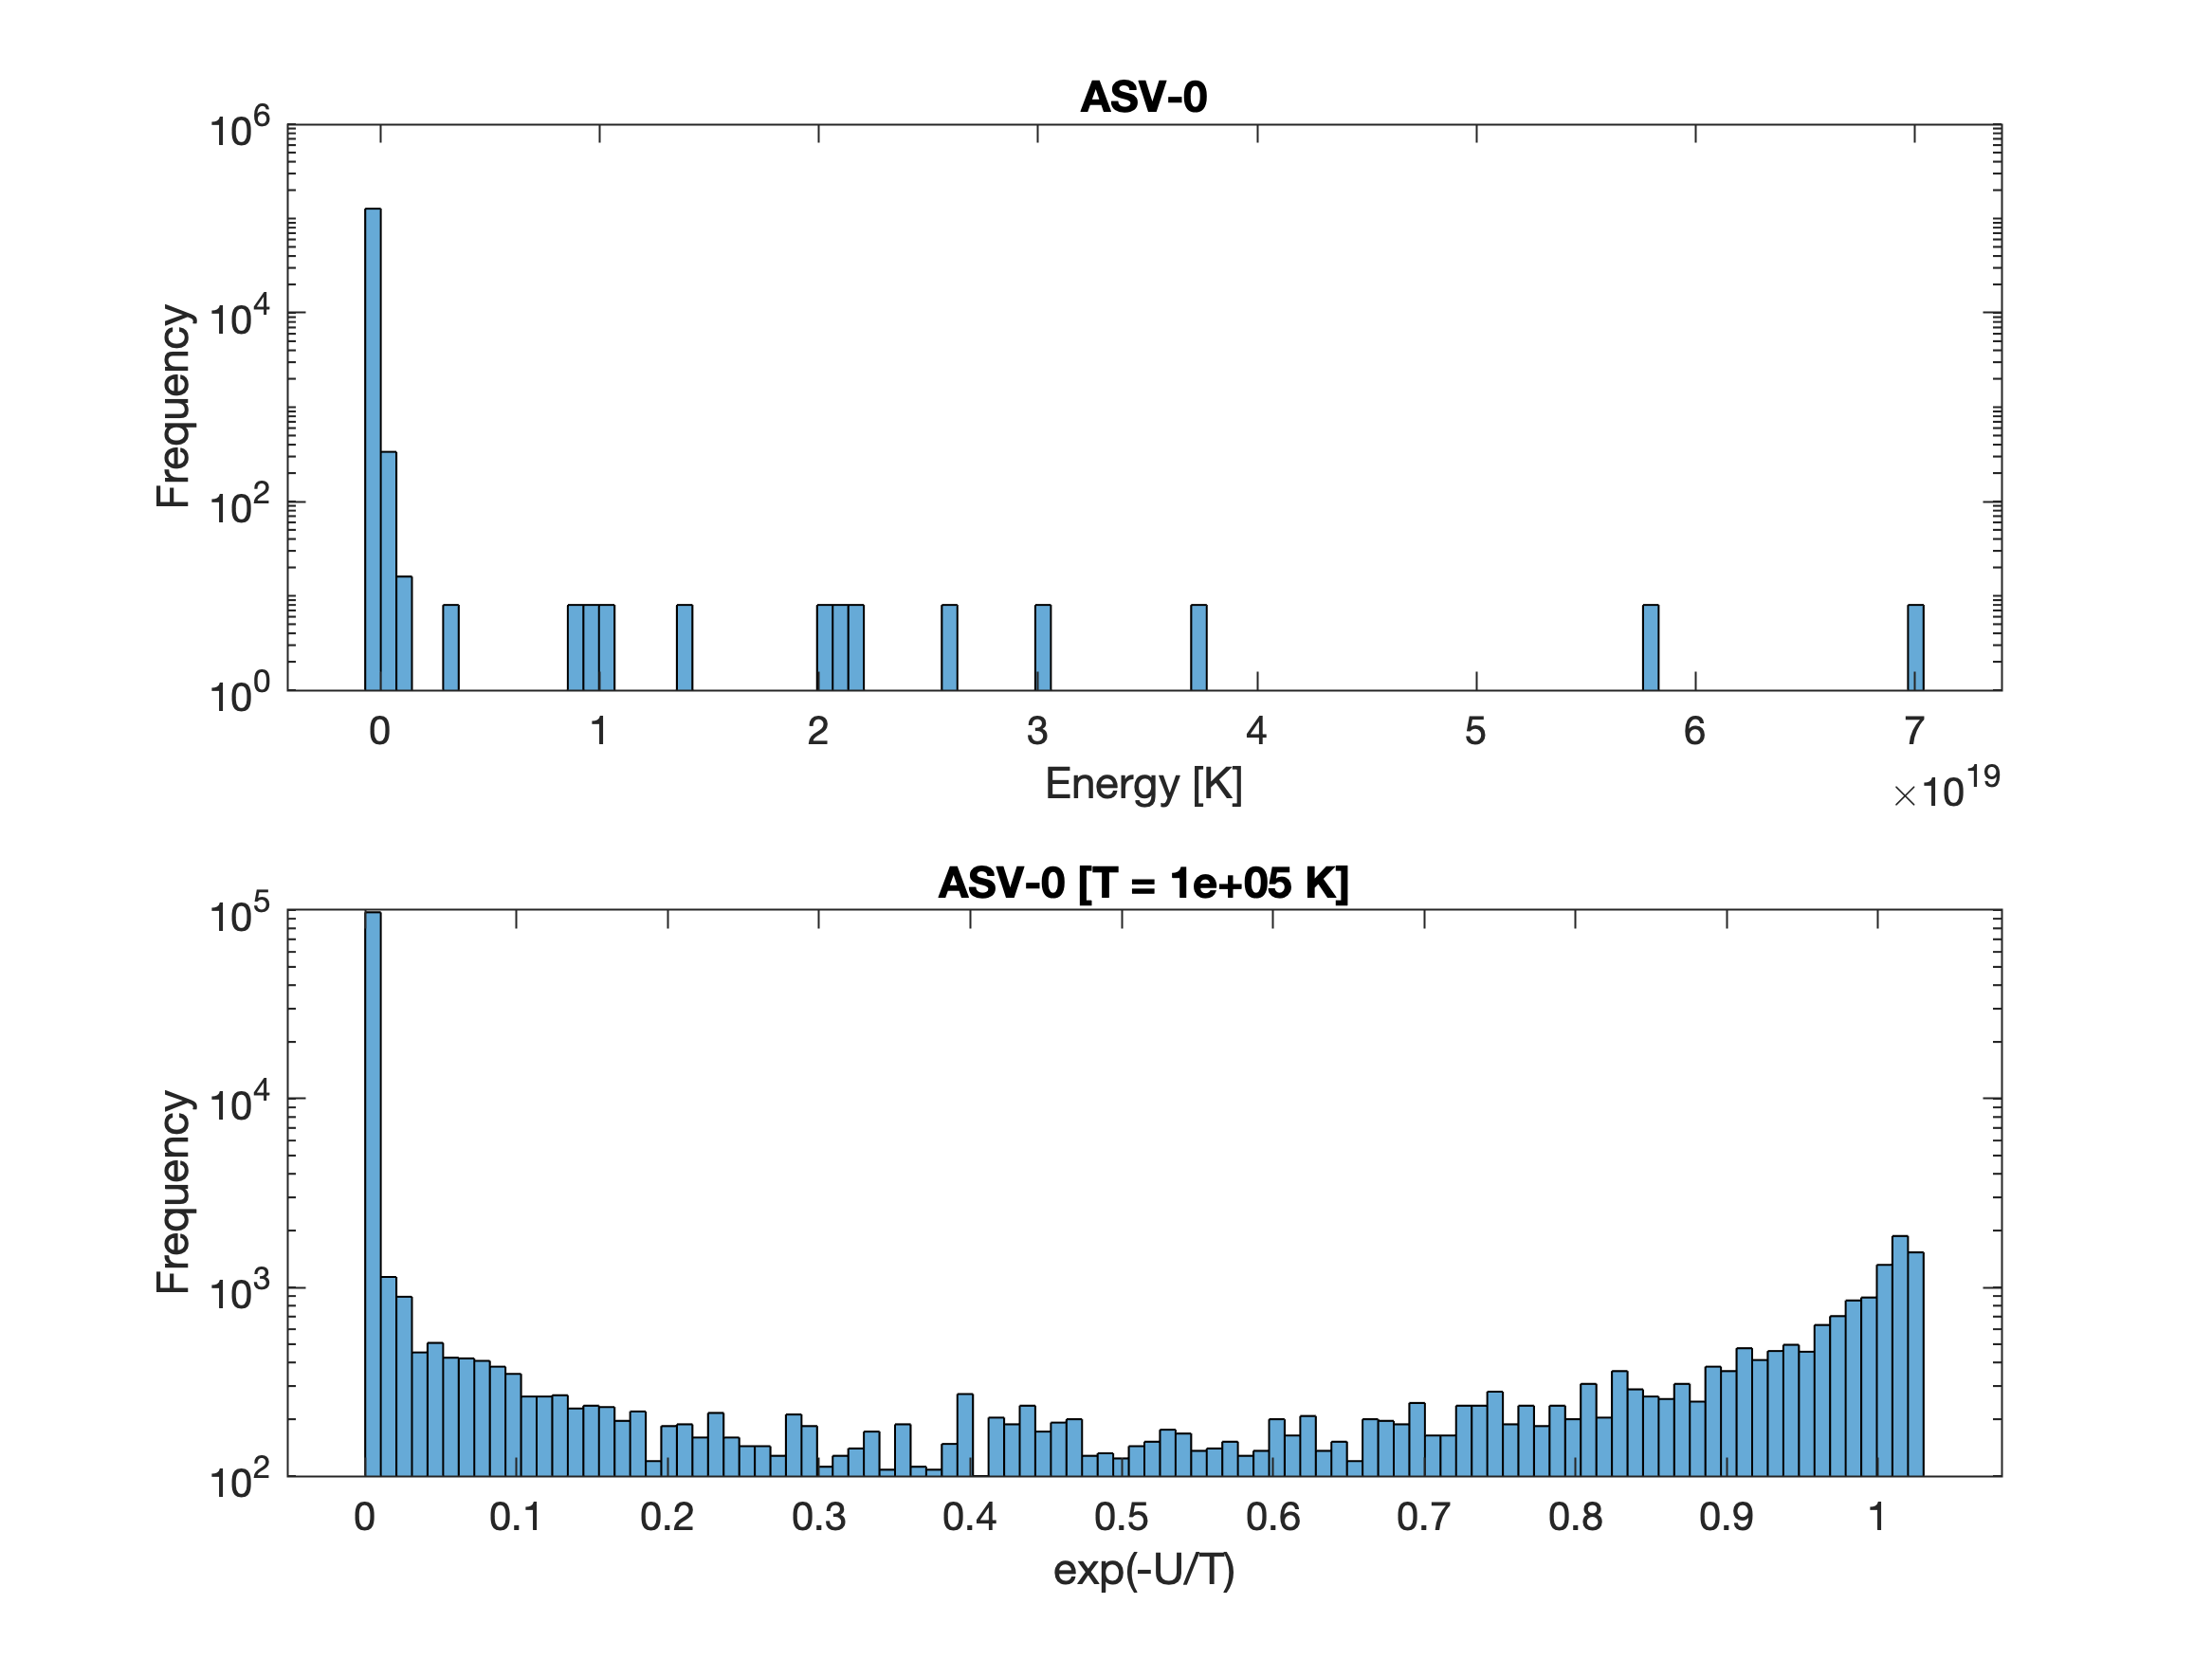 ASV-0
10^6
10^4
10^2
10^0
Frequency
0 1 2 3 4 5 6 7
Energy [K]
×10^19
ASV-0 [T = 1e+05 K]
10^5
10^4
10^3
10^2
Frequency
0 0.1 0.2 0.3 0.4 0.5 0.6 0.7 0.8 0.9 1
exp(-U/T)